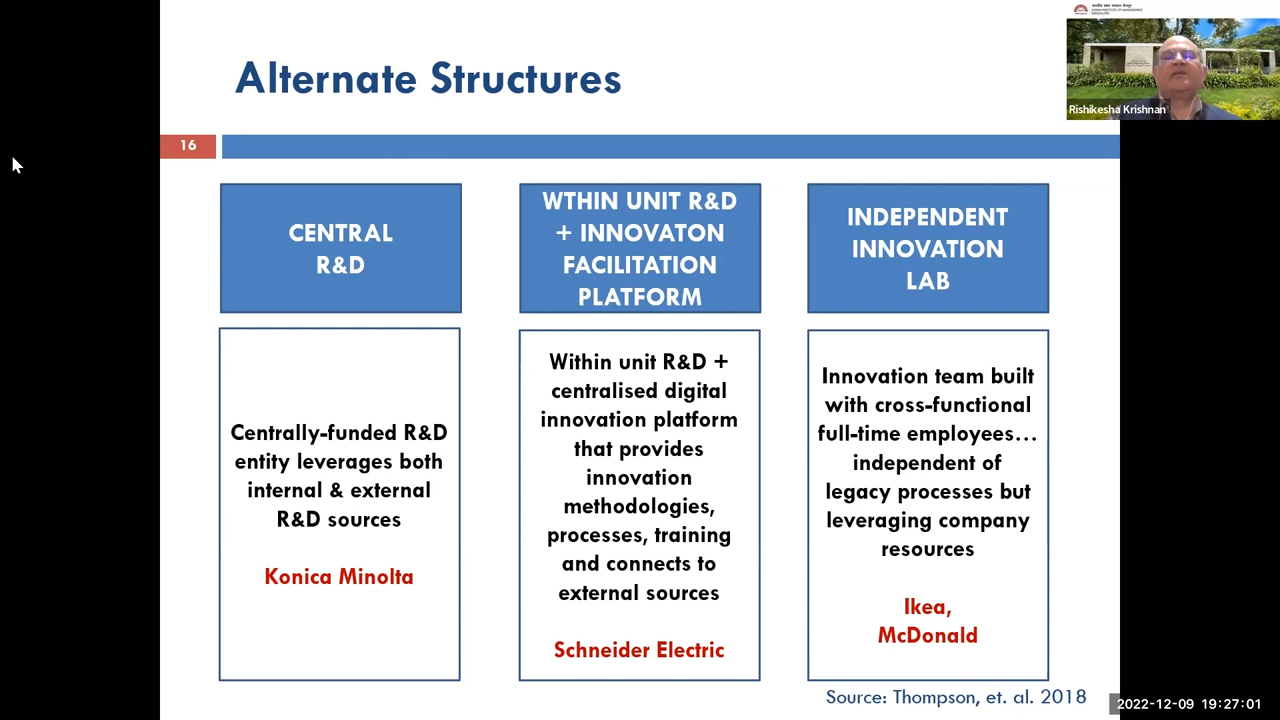 Alternate Structures
16
CENTRAL
R&D
Centrally-funded R&D
entity leverages both
internal & external
R&D sources
Konica Minolta
WTHIN UNIT R&D
+ INNOVATON
FACILITATION
PLATFORM
Within unit R&D +
centralised digital
innovation platform
that provides
innovation
methodologies,
processes, training
and connects to
external sources
Schneider Electric
INDEPENDENT
INNOVATION
LAB
Innovation team built
with cross-functional
full-time employees…
independent of
legacy processes but
leveraging company
resources
Ikea,
McDonald
Source: Thompson, et. al. 2018
Rishikesha Krishnan
2022-12-09 19:27:01